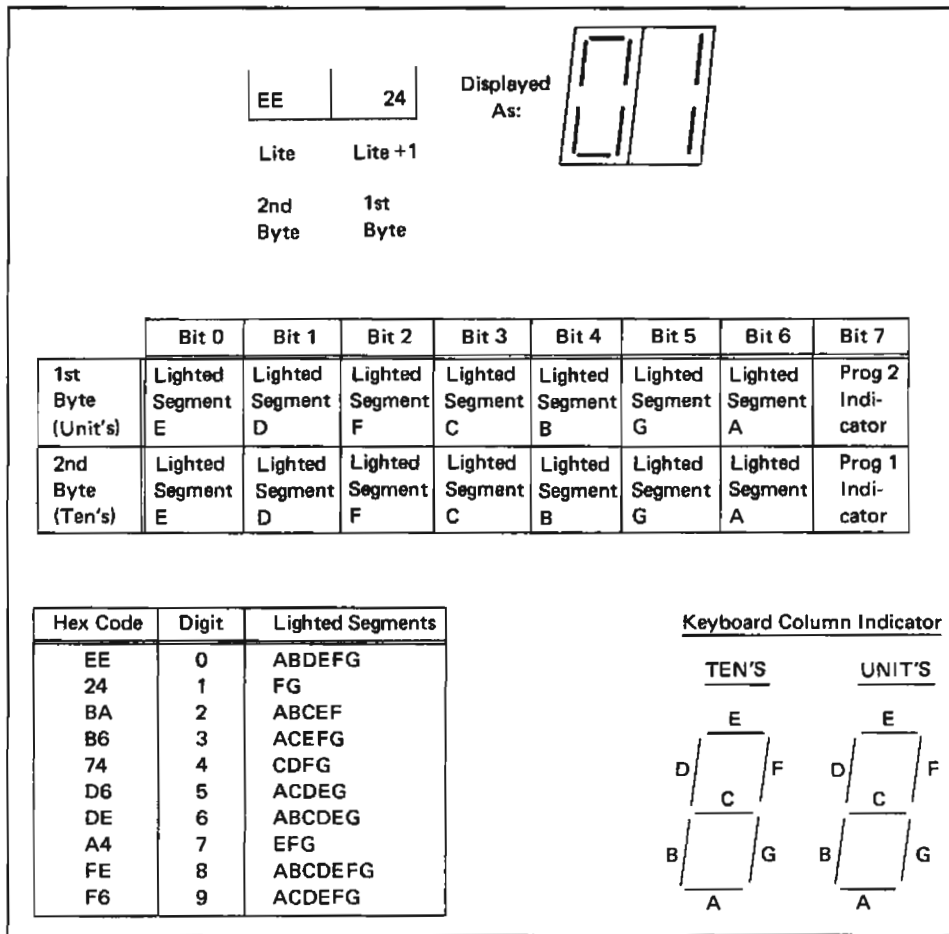 EE 24
Displayed
As:
Lite Lite +1
2nd 1st
Byte Byte
Bit 0 Bit 1 Bit 2 Bit 3 Bit 4 Bit 5 Bit 6 Bit 7
1st Lighted Lighted Lighted Lighted Lighted Lighted Lighted Prog 2
Byte Segment Segment Segment Segment Segment Segment Segment Indi-
(Unit's) E D F C B G A cator
2nd Lighted Lighted Lighted Lighted Lighted Lighted Lighted Prog 1
Byte Segment Segment Segment Segment Segment Segment Segment Indi-
(Ten's) E D F C B G A cator
Hex Code Digit Lighted Segments
EE 0 ABDEFG
24 1 FG
BA 2 ABCEF
B6 3 ACEFG
74 4 CDFG
D6 5 ACDEG
DE 6 ABCDEG
A4 7 EFG
FE 8 ABCDEFG
F6 9 ACDEFG
Keyboard Column Indicator
TEN'S UNIT'S
E E
D F D F
C C
B G B G
A A